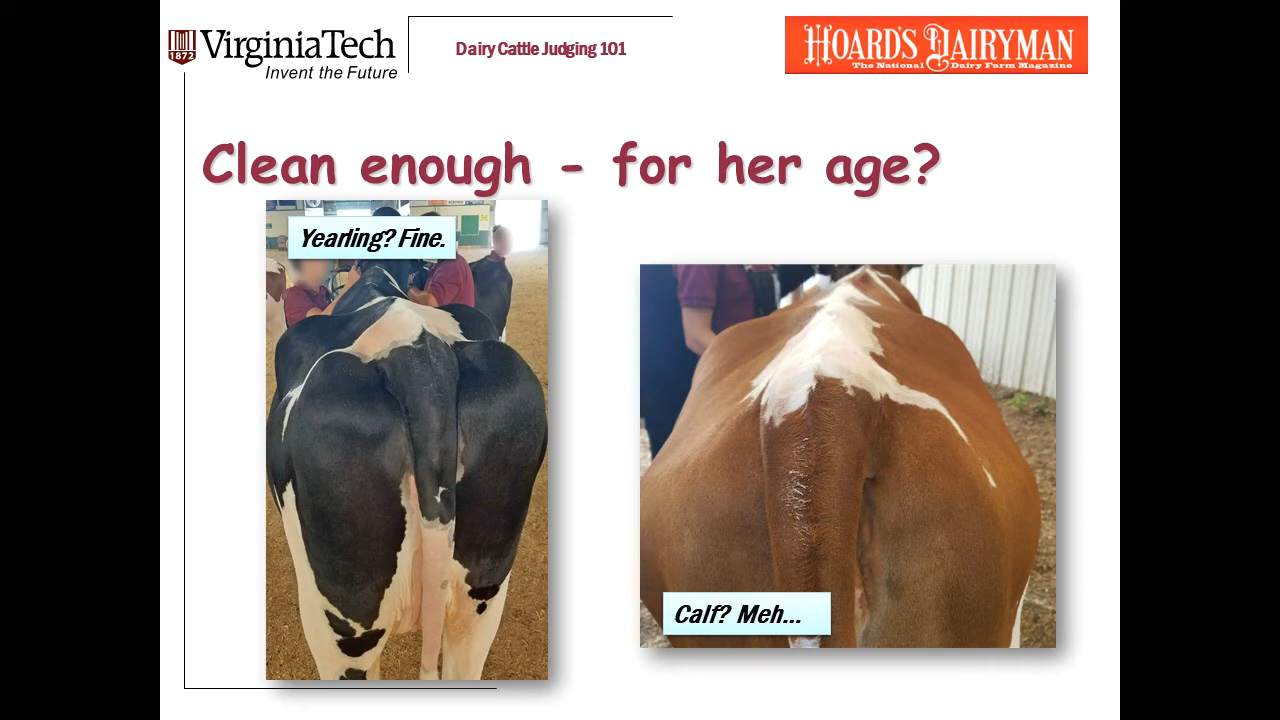 VirginiaTech
1872
Invent the Future
Dairy Cattle Judging 101
HOARD'S DAIRYMAN
The National Dairy Farm Magazine
Clean enough - for her age?
Yearling? Fine.
Calf? Meh...